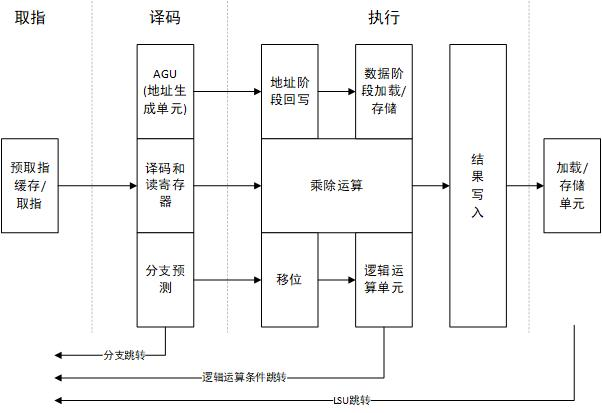 取指
译码
执行
AGU
(地址生
成单元)
地址阶
段回写
数据阶
段加载/
存储
预取指
缓存/
取指
译码和
读寄存
器
乘除运算
结
果
写
入
加载/
存储
单元
分支预
测
移位
逻辑运
算单元
分支跳转
逻辑运算条件跳转
LSU跳转